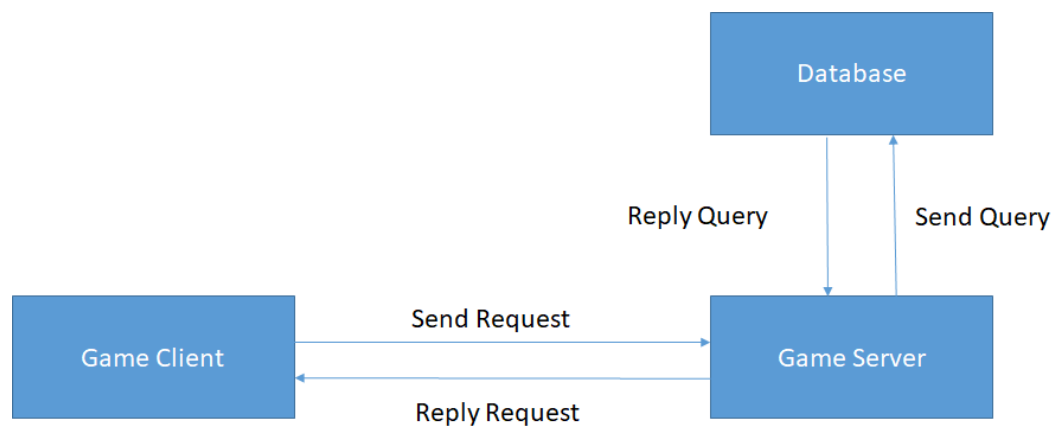 Database
Reply Query
Send Query
Send Request
Game Client
Game Server
Reply Request